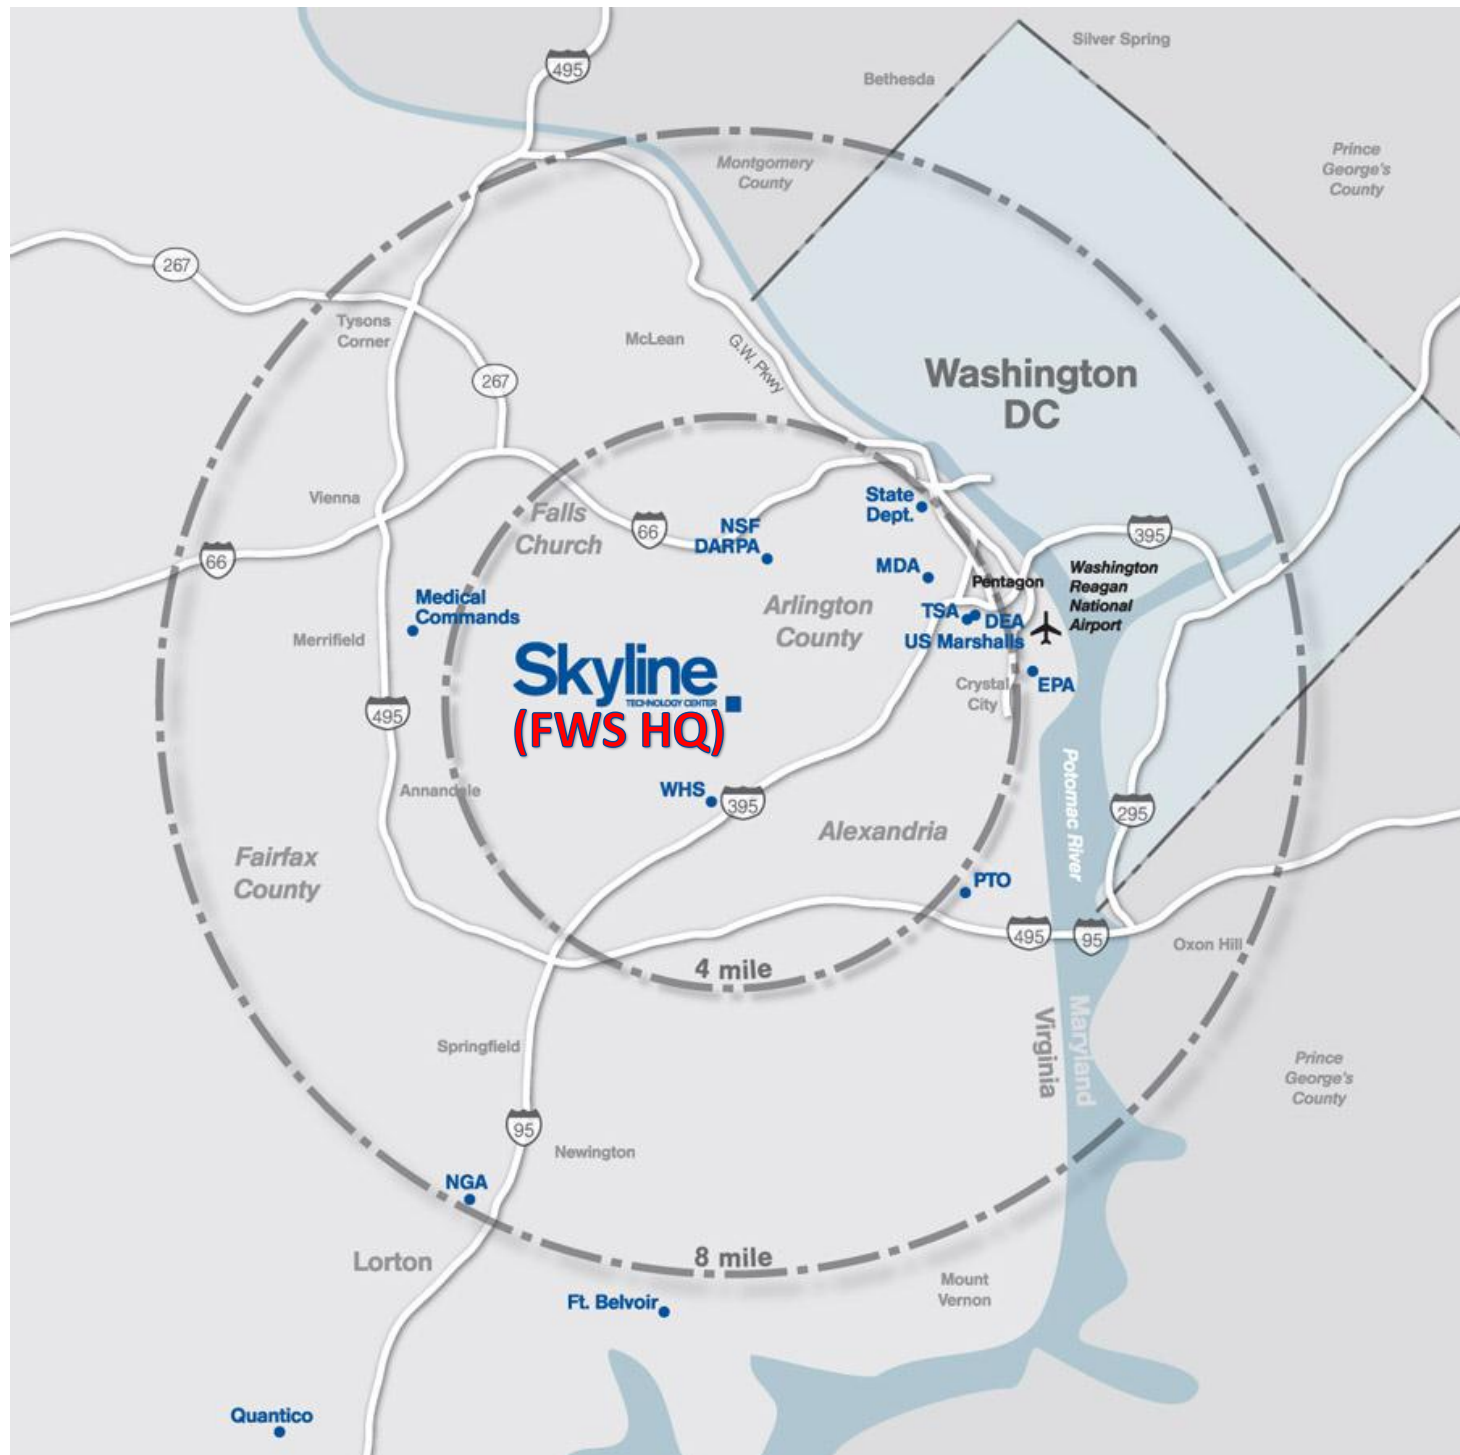 Silver Spring
Bethesda
495
Montgomery
County
Prince
George's
County
267
Tysons
Corner
McLean
G.W. Pkwy
267
Washington
DC
Vienna
Falls
Church
66
NSF
DARPA
State
Dept.
395
66
MDA
Pentagon
Washington
Reagan
National
Airport
Medical
Commands
Arlington
County
TSA
DEA
US Marshalls
Merrifield
Skyline
TECHNOLOGY CENTER
(FWS HQ)
Crystal
City
EPA
495
Annandale
WHS
395
Potomac River
295
Alexandria
Fairfax
County
PTO
495
95
Oxon Hill
4 mile
Virginia
Maryland
Springfield
Prince
George's
County
95
Newington
NGA
8 mile
Lorton
Mount
Vernon
Ft. Belvoir
Quantico